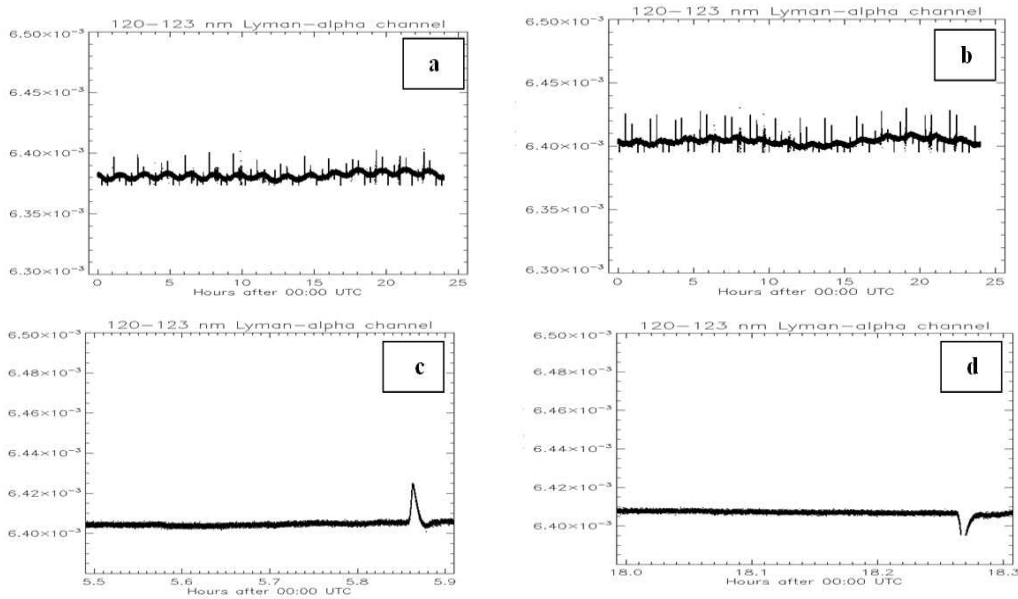 120−123 nm Lyman−alpha channel
6.50×10⁻³
6.45×10⁻³
6.40×10⁻³
6.35×10⁻³
6.30×10⁻³
a
0 5 10 15 20 25
Hours after 00:00 UTC
120−123 nm Lyman−alpha channel
6.50×10⁻³
6.45×10⁻³
6.40×10⁻³
6.35×10⁻³
6.30×10⁻³
b
0 5 10 15 20 25
Hours after 00:00 UTC
120−123 nm Lyman−alpha channel
6.50×10⁻³
6.48×10⁻³
6.46×10⁻³
6.44×10⁻³
6.42×10⁻³
6.40×10⁻³
c
5.5 5.6 5.7 5.8 5.9
Hours after 00:00 UTC
120−123 nm Lyman−alpha channel
6.50×10⁻³
6.48×10⁻³
6.46×10⁻³
6.44×10⁻³
6.42×10⁻³
6.40×10⁻³
d
18.0 18.1 18.2 18.3
Hours after 00:00 UTC